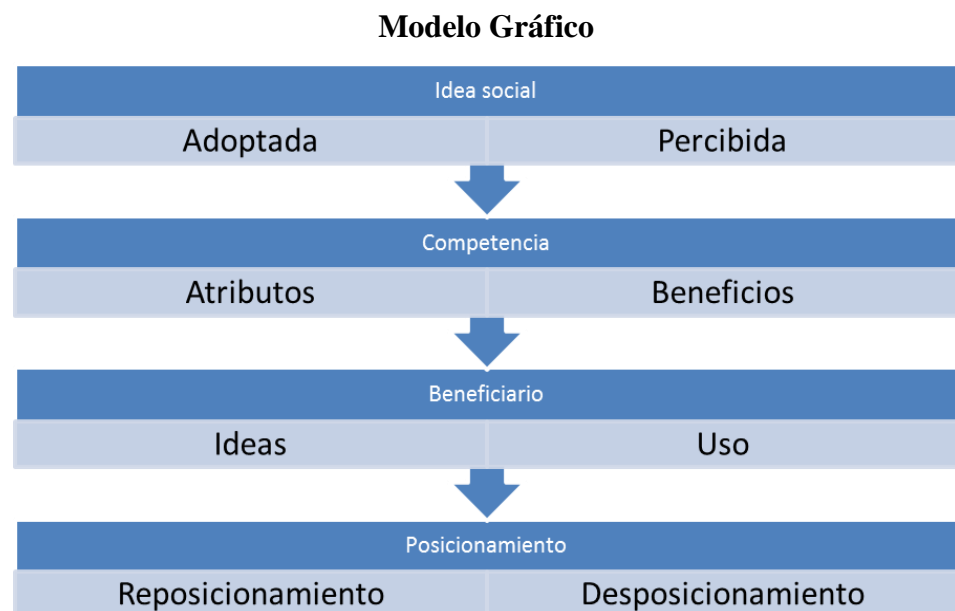 Modelo Gráfico
Idea social
Adoptada Percibida
Competencia
Atributos Beneficios
Beneficiario
Ideas Uso
Posicionamiento
Reposicionamiento Desposicionamiento